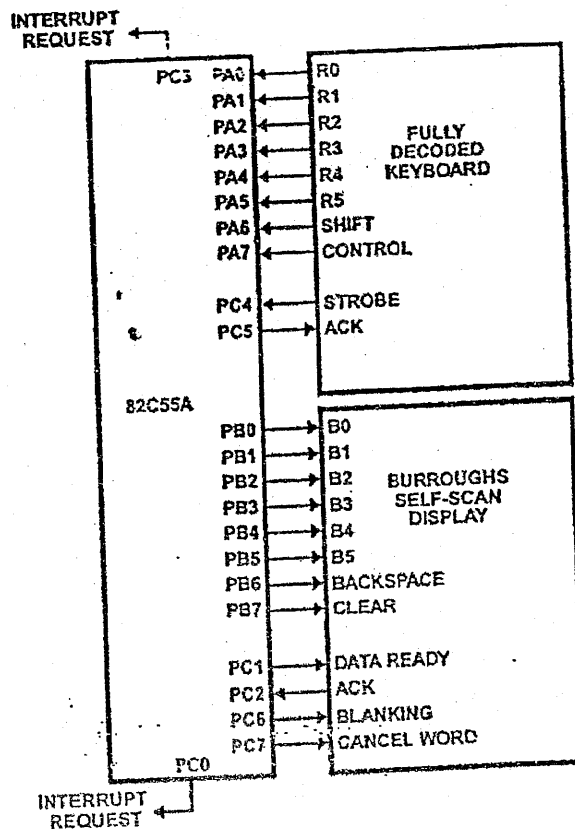 INTERRUPT
REQUEST
PC3 PA0 R0
PA1 R1
PA2 R2
PA3 R3
PA4 R4
PA5 R5
PA6 SHIFT
PA7 CONTROL
FULLY
DECODED
KEYBOARD
PC4 STROBE
PC5 ACK
82C55A
PB0 B0
PB1 B1
PB2 B2
PB3 B3
PB4 B4
PB5 B5
PB6 BACKSPACE
PB7 CLEAR
BURROUGHS
SELF-SCAN
DISPLAY
PC1 DATA READY
PC2 ACK
PC6 BLANKING
PC7 CANCEL WORD
PC0
INTERRUPT
REQUEST